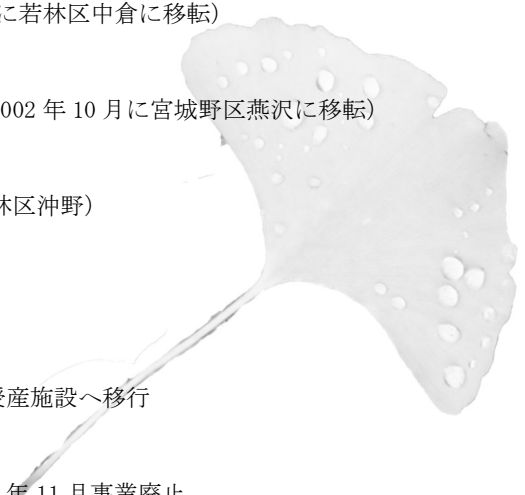 に若林区中倉に移転)
002 年 10 月に宮城野区燕沢に移転)
林区沖野)
産施設へ移行
年 11 月事業廃止